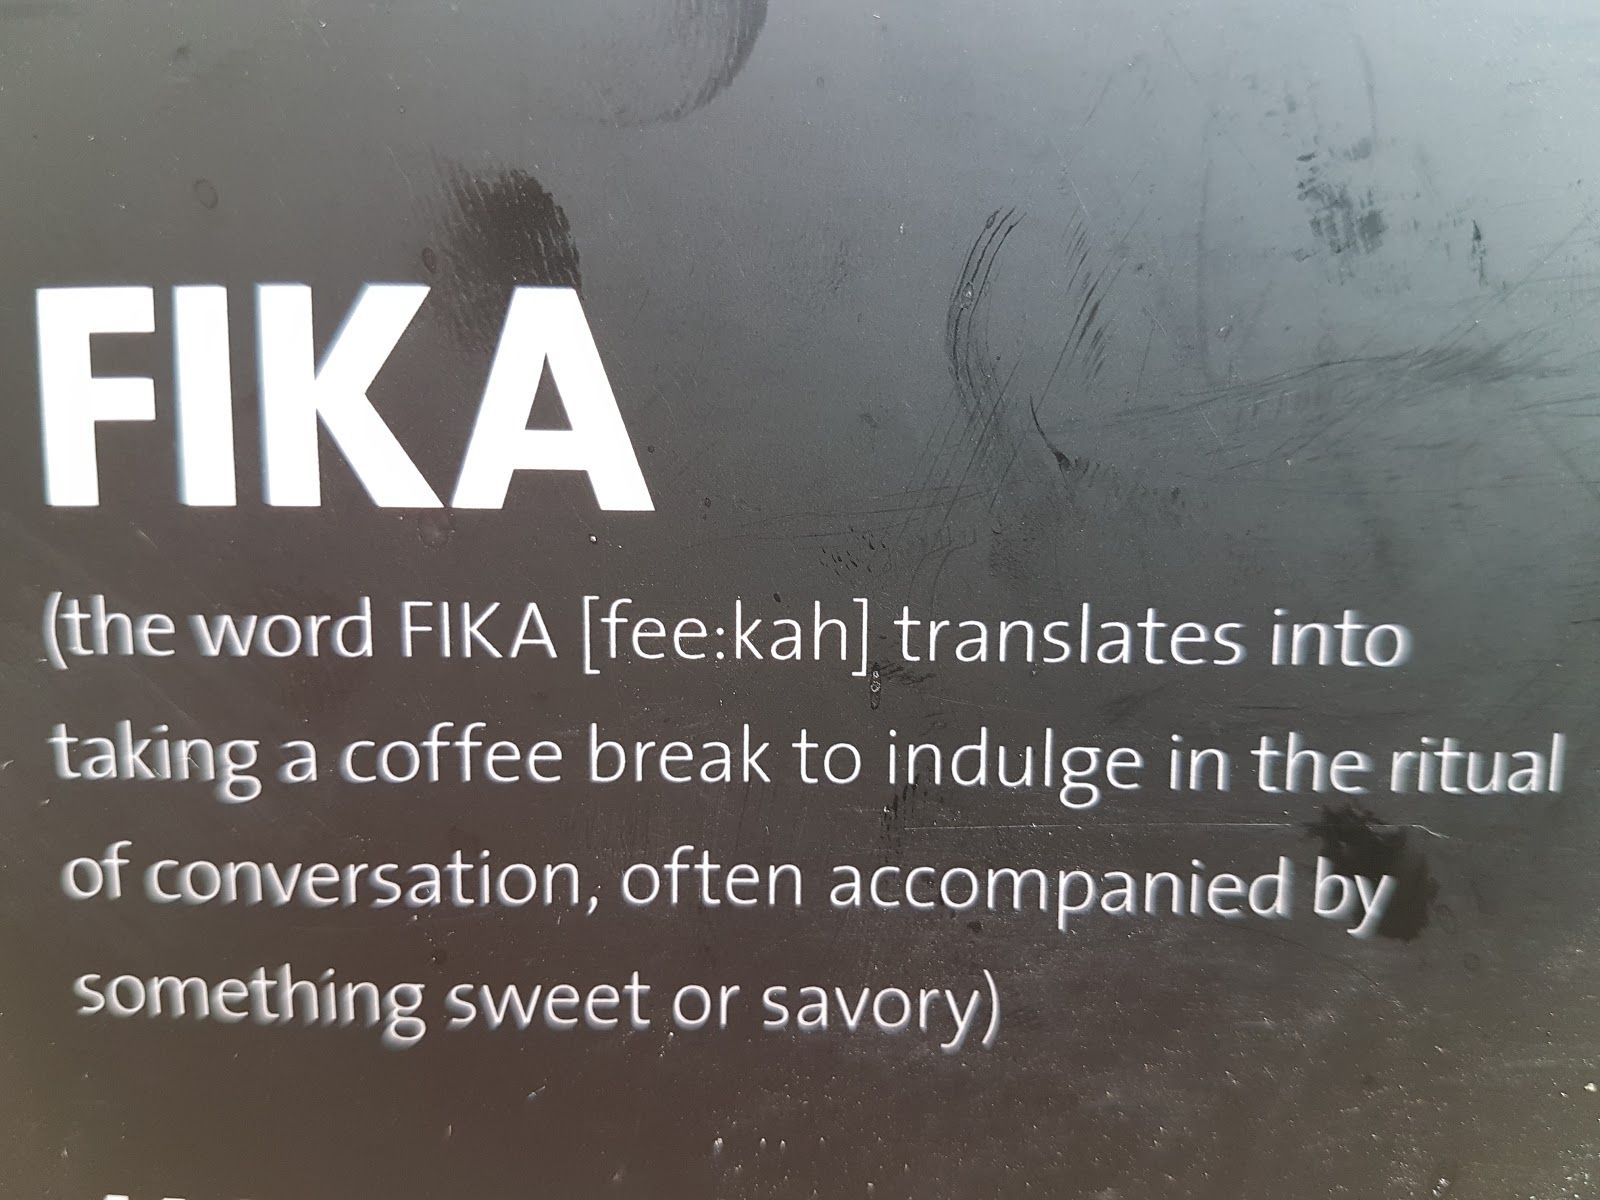 FIKA
(the word FIKA [fee:kah] translates into
taking a coffee break to indulge in the ritual
of conversation, often accompanied by
something sweet or savory)